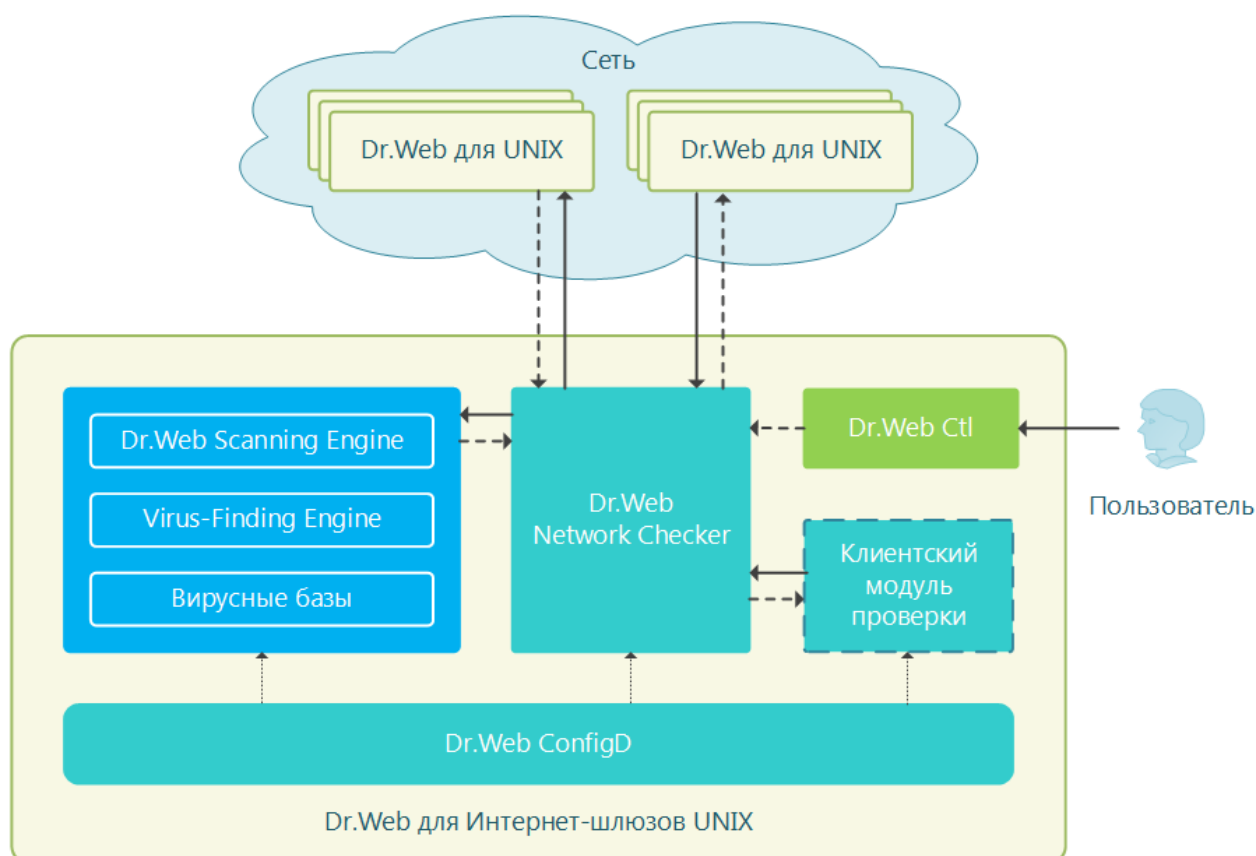 Сеть
Dr.Web для UNIX
Dr.Web для UNIX
Dr.Web Scanning Engine
Virus-Finding Engine
Вирусные базы
Dr.Web
Network Checker
Dr.Web Ctl
Пользователь
Клиентский
модуль
проверки
Dr.Web ConfigD
Dr.Web для Интернет-шлюзов UNIX